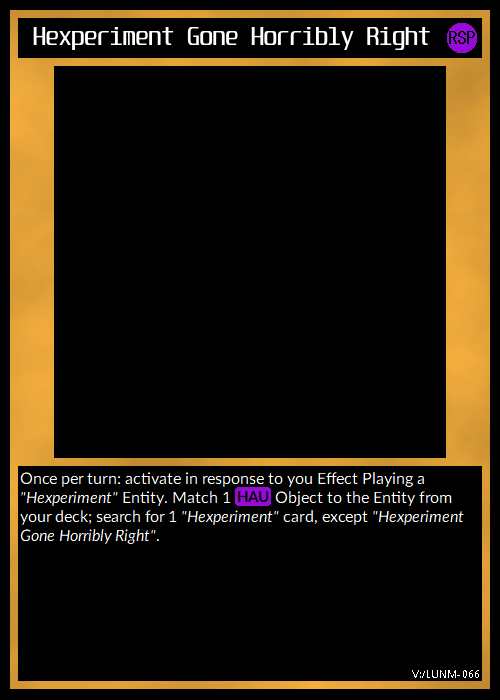 Hexperiment Gone Horribly Right RSP
Once per turn: activate in response to you Effect Playing a
"Hexperiment" Entity. Match 1 HAU Object to the Entity from
your deck; search for 1 "Hexperiment" card, except "Hexperiment
Gone Horribly Right".
V:/LUNM-066